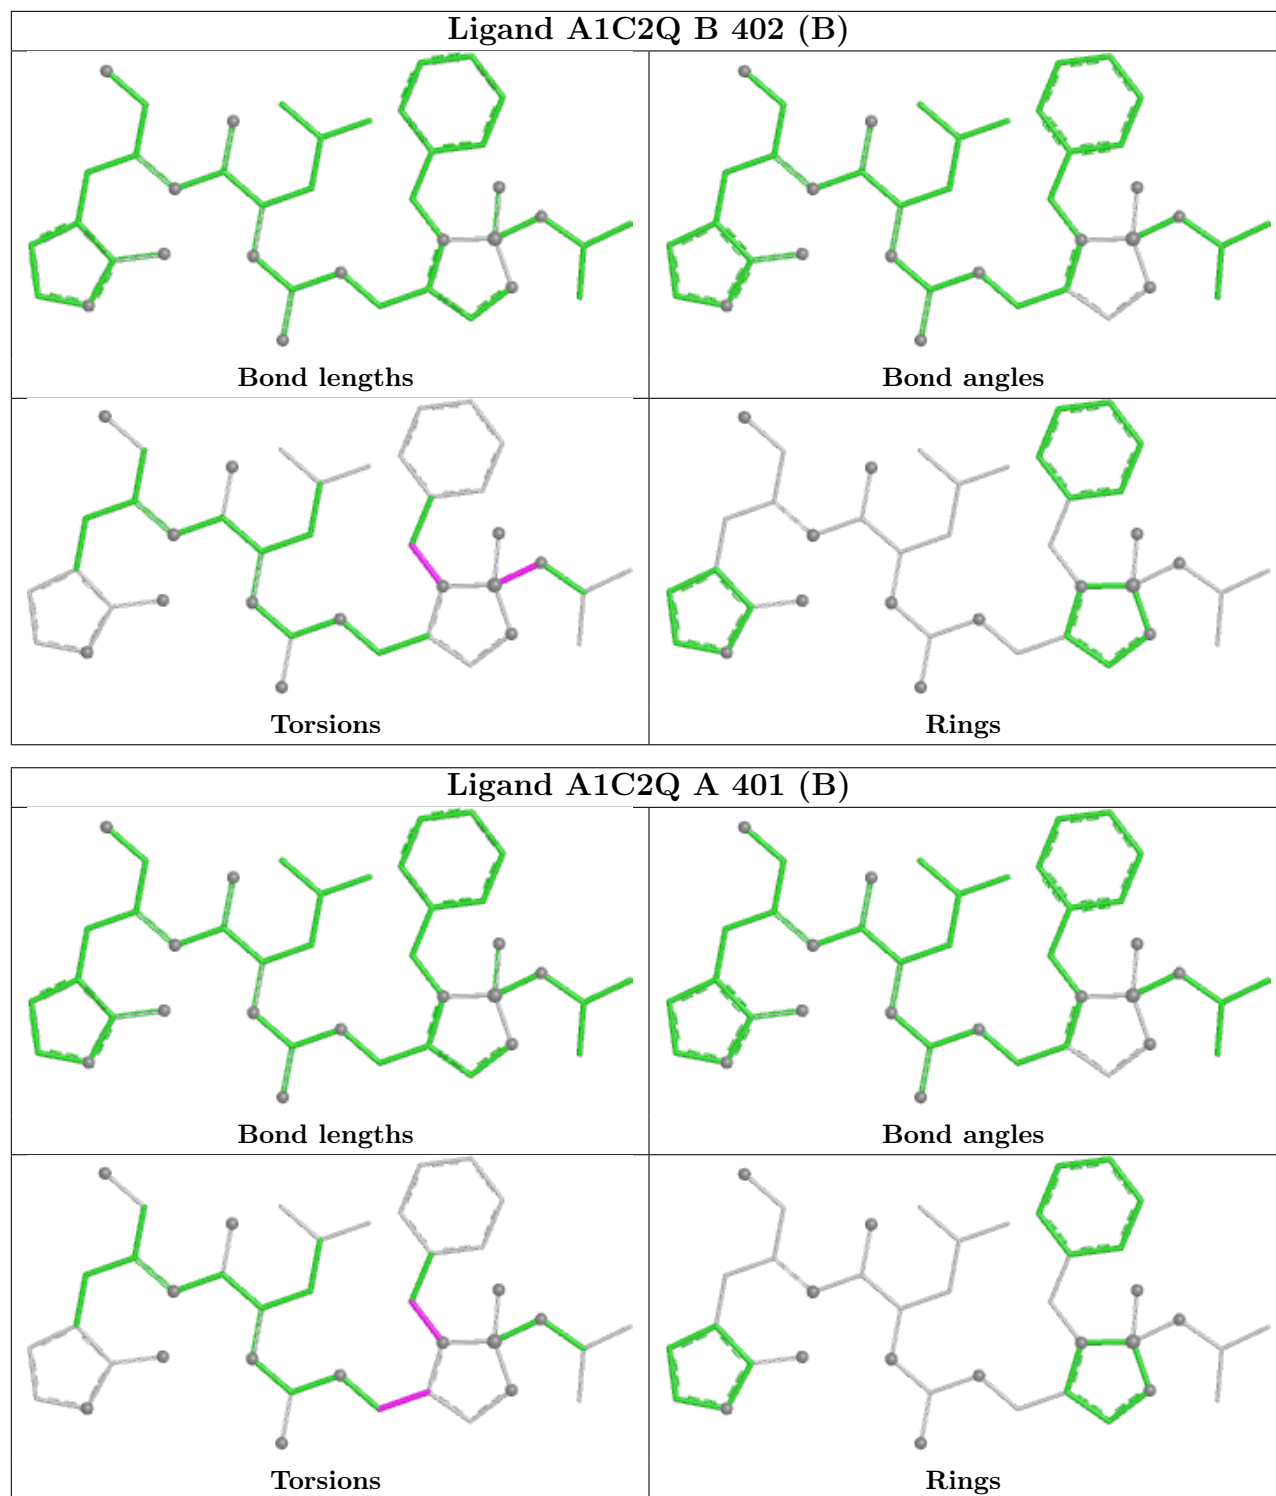 Ligand A1C2Q B 402 (B)
Bond lengths
Bond angles
Torsions
Rings
Ligand A1C2Q A 401 (B)
Bond lengths
Bond angles
Torsions
Rings